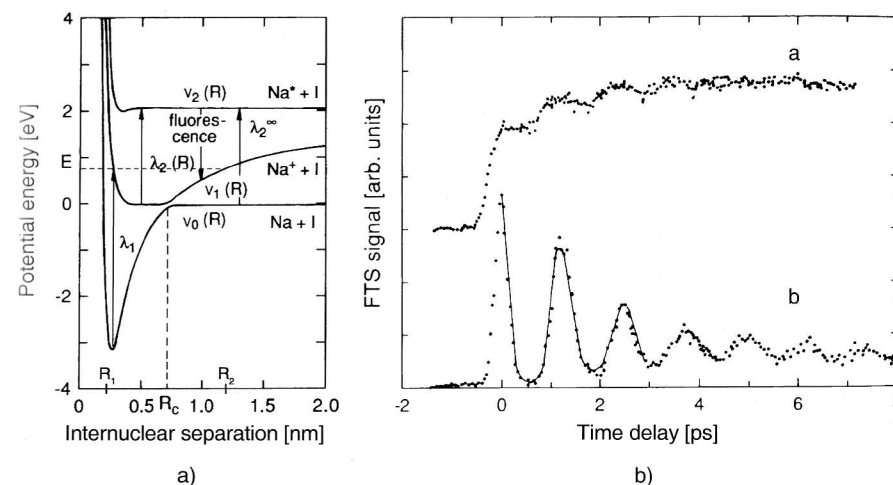 Potential energy [eV]
4
2
E
0
-2
-4
v₂ (R)
Na* + I
fluores-
cence
λ₂ (R)
λ₂∞
Na⁺ + I
v₁ (R)
v₀ (R)
Na + I
λ₁
R₁
R₂
0
0.5
R_c
1.0
1.5
2.0
Internuclear separation [nm]
a)
FTS signal [arb. units]
a
b
-2
0
2
4
6
8
Time delay [ps]
b)